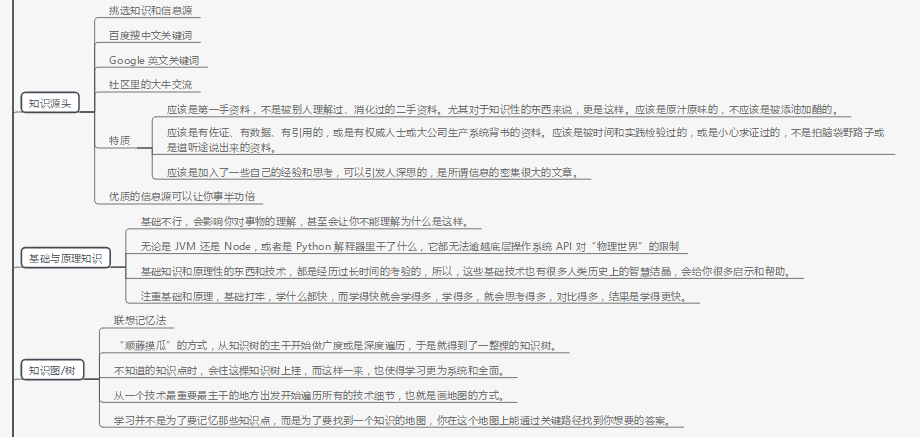 挑选知识和信息源
百度搜中文关键词
Google 英文关键词
社区里的大牛交流
知识源头
应该是第一手资料，不是被别人理解过、消化过的二手资料。尤其对于知识性的东西来说，更是这样。应该是原汁原味的，不应该是被添油加醋的。
特质
应该是有佐证、有数据、有引用的，或是有权威人士或大公司生产系统背书的资料。应该是被时间和实践检验过的，或是小心求证过的，不是拍脑袋野路子或
是道听途说出来的资料。
应该是加入了一些自己的经验和思考，可以引发人深思的，是所谓信息的密集很大的文章。
优质的信息源可以让你事半功倍
基础不行，会影响你对事物的理解，甚至会让你不能理解为什么是这样。
无论是 JVM 还是 Node，或者是 Python 解释器里干了什么，它都无法逾越底层操作系统 API 对“物理世界”的限制
基础与原理知识
基础知识和原理性的东西和技术，都是经历过长时间的考验的，所以，这些基础技术也有很多人类历史上的智慧结晶，会给你很多启示和帮助。
注重基础和原理，基础打牢，学什么都快，而学得快就会学得多，学得多，就会思考得多，对比得多，结果是学得更快。
联想记忆法
“顺藤摸瓜”的方式，从知识树的主干开始做广度或是深度遍历，于是就得到了一整棵的知识树。
知识图/树
不知道的知识点时，会往这棵知识树上挂，而这样一来，也使得学习更为系统和全面。
从一个技术最重要最主干的地方出发开始遍历所有的技术细节，也就是画地图的方式。
学习并不是为了要记忆那些知识点，而是为了要找到一个知识的地图，你在这个地图上能通过关键路径找到你想要的答案。